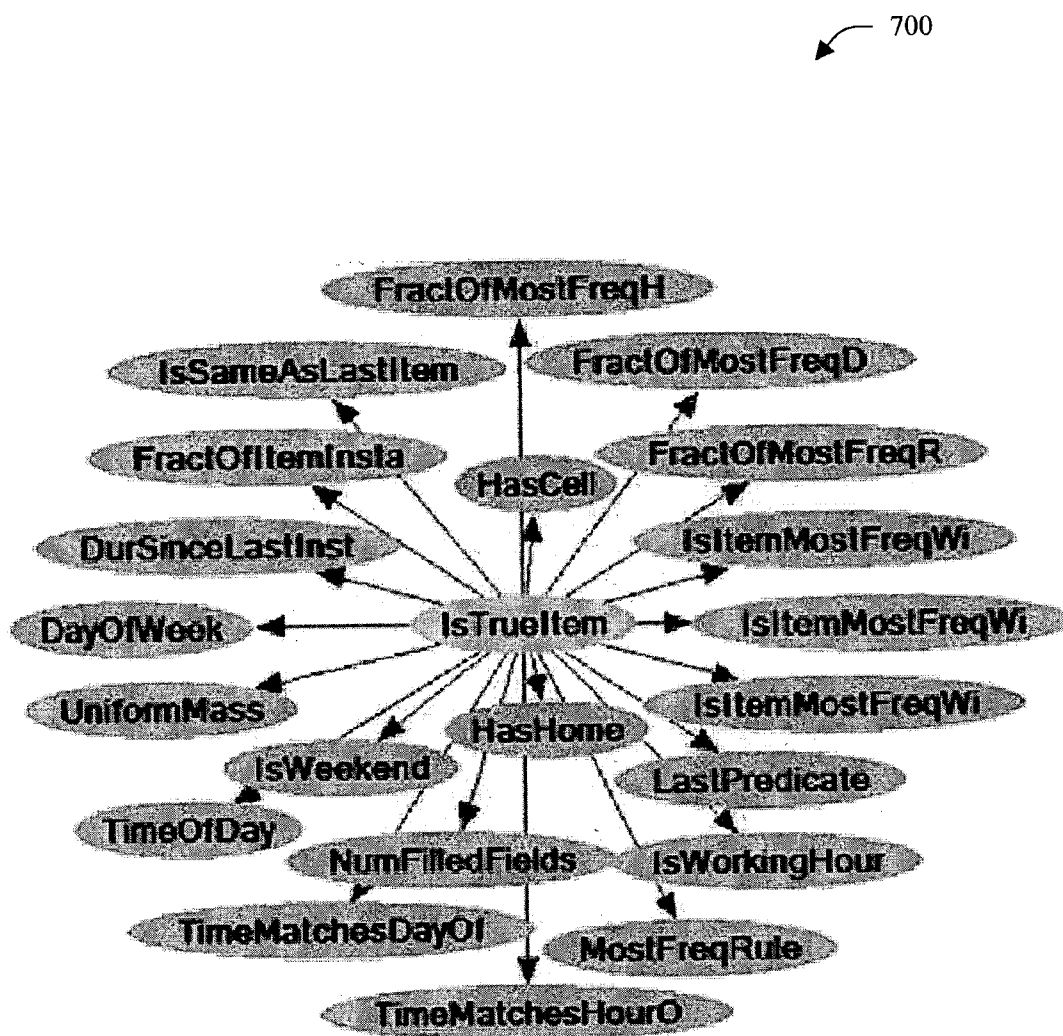 700
FractOfMostFreqH
IsSameAsLastItem
FractOfMostFreqD
FractOfItemInsta
FractOfMostFreqR
HasCell
DurSinceLastInst
IsItemMostFreqWi
DayOfWeek
IsTrueItem
IsItemMostFreqWi
UniformMass
IsItemMostFreqWi
HasHome
IsWeekend
LastPredicate
TimeOfDay
NumFilledFields
IsWorkingHour
TimeMatchesDayOf
MostFreqRule
TimeMatchesHourO